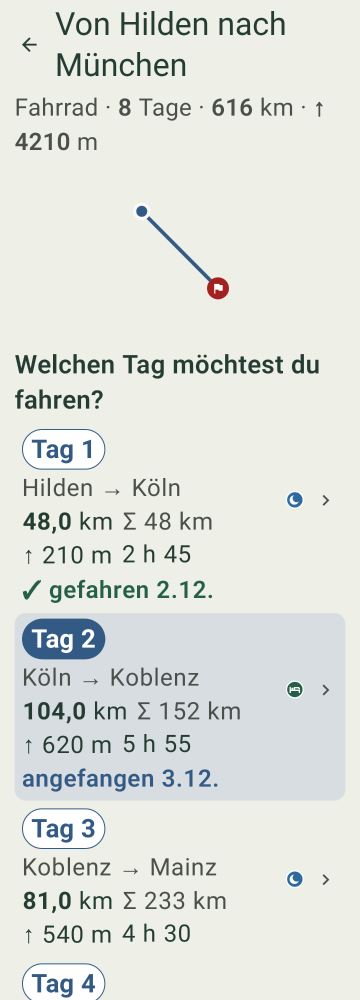 Von Hilden nach
München
Fahrrad · 8 Tage · 616 km · ↑
4210 m
Welchen Tag möchtest du
fahren?
Tag 1
Hilden → Köln
48,0 km Σ 48 km
↑ 210 m 2 h 45
✓ gefahren 2.12.
Tag 2
Köln → Koblenz
104,0 km Σ 152 km
↑ 620 m 5 h 55
angefangen 3.12.
Tag 3
Koblenz → Mainz
81,0 km Σ 233 km
↑ 540 m 4 h 30
Tag 4